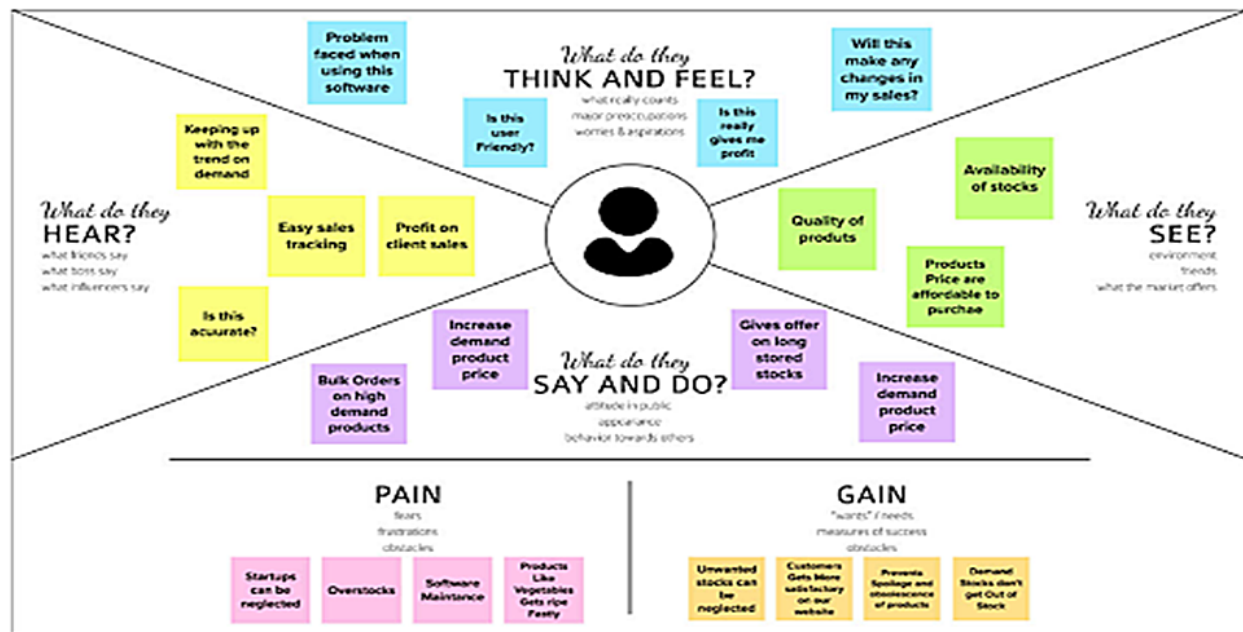 What do they
THINK AND FEEL?
what really counts
major preoccupations
worries & aspirations
Problem
faced when
using this
software
Is this
user
Friendly?
Is this
really
gives me
profit
Will this
make any
changes in
my sales?
What do they
HEAR?
what friends say
what boss say
what influencers say
Keeping up
with the
trend on
demand
Easy sales
tracking
Profit on
client sales
Is this
acuurate?
What do they
SEE?
environment
friends
what the market offers
Availability
of stocks
Quality of
produts
Products
Price are
affordable to
purchae
What do they
SAY AND DO?
attitude in public
appearance
behavior towards others
Increase
demand
product
price
Bulk Orders
on high
demand
products
Gives offer
on long
stored
stocks
Increase
demand
product
price
PAIN
fears
frustrations
obstacles
Startups
can be
neglected
Overstocks
Software
Maintance
Products
Like
Vegetables
Gets ripe
Fastly
GAIN
"wants" / needs
measures of success
obstacles
Unwanted
stocks can
be
neglected
Customers
Gets More
satisfactory
on our
website
Prevents
Spoilage and
obsolescence
of products
Demand
Stocks don't
get Out of
Stock